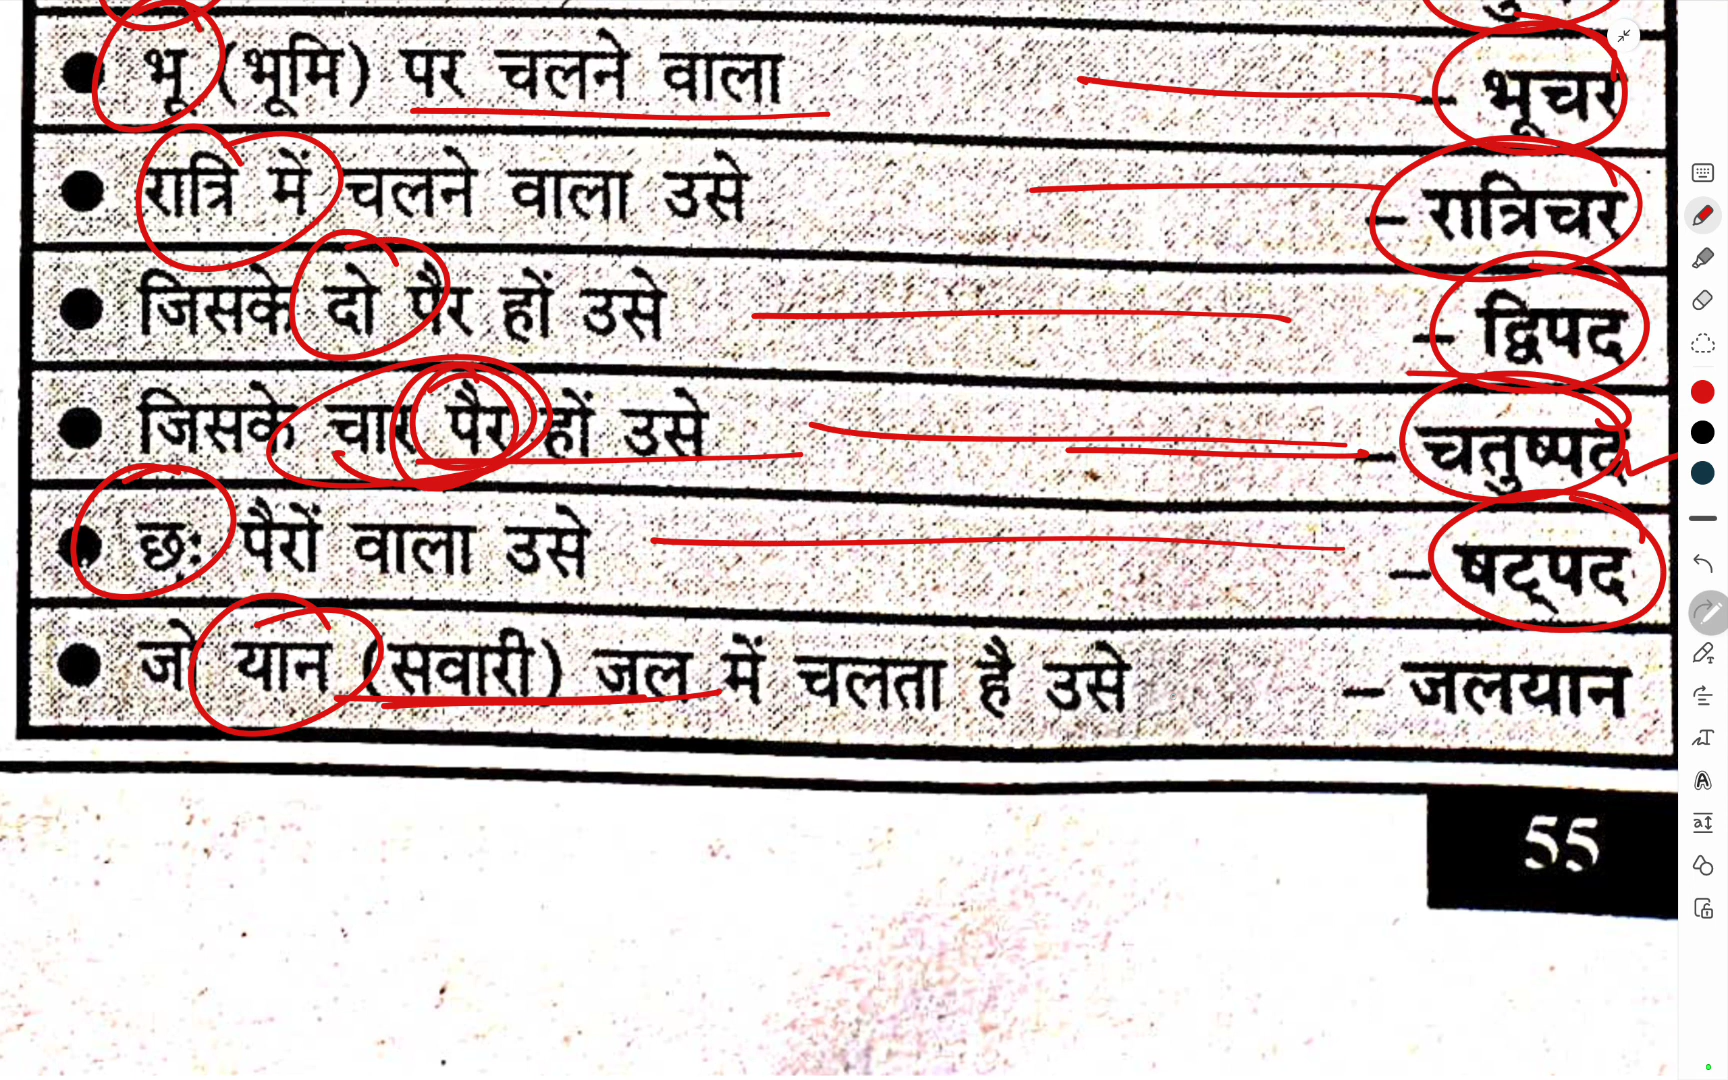 ● भू (भूमि) पर चलने वाला – भूचर
● रात्रि में चलने वाला उसे – रात्रिचर
● जिसके दो पैर हों उसे – द्विपद
● जिसके चार पैर हों उसे – चतुष्पद
● छः पैरों वाला उसे – षट्पद
● जो यान (सवारी) जल में चलता है उसे – जलयान
55